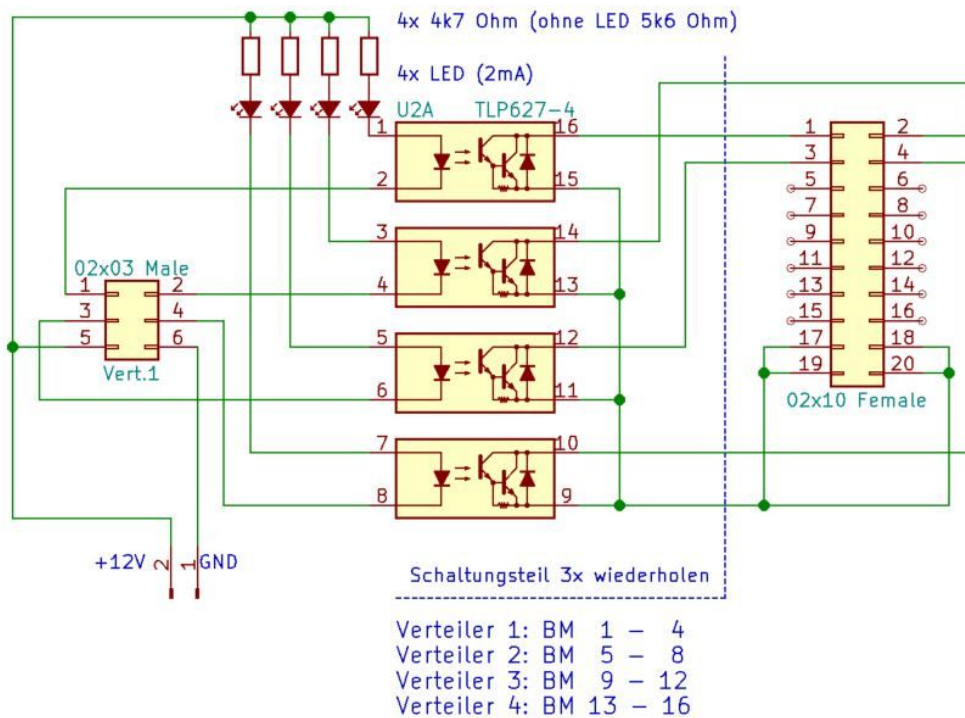 4x 4k7 Ohm (ohne LED 5k6 Ohm)
4x LED (2mA)
U2A TLP627-4
1 16
2 15
3 14
4 13
5 12
6 11
7 10
8 9
02x03 Male
1 2
3 4
5 6
Vert.1
1 2
3 4
5 6
7 8
9 10
11 12
13 14
15 16
17 18
19 20
02x10 Female
+12V 2 1 GND
Schaltungsteil 3x wiederholen
Verteiler 1: BM 1 – 4
Verteiler 2: BM 5 – 8
Verteiler 3: BM 9 – 12
Verteiler 4: BM 13 – 16